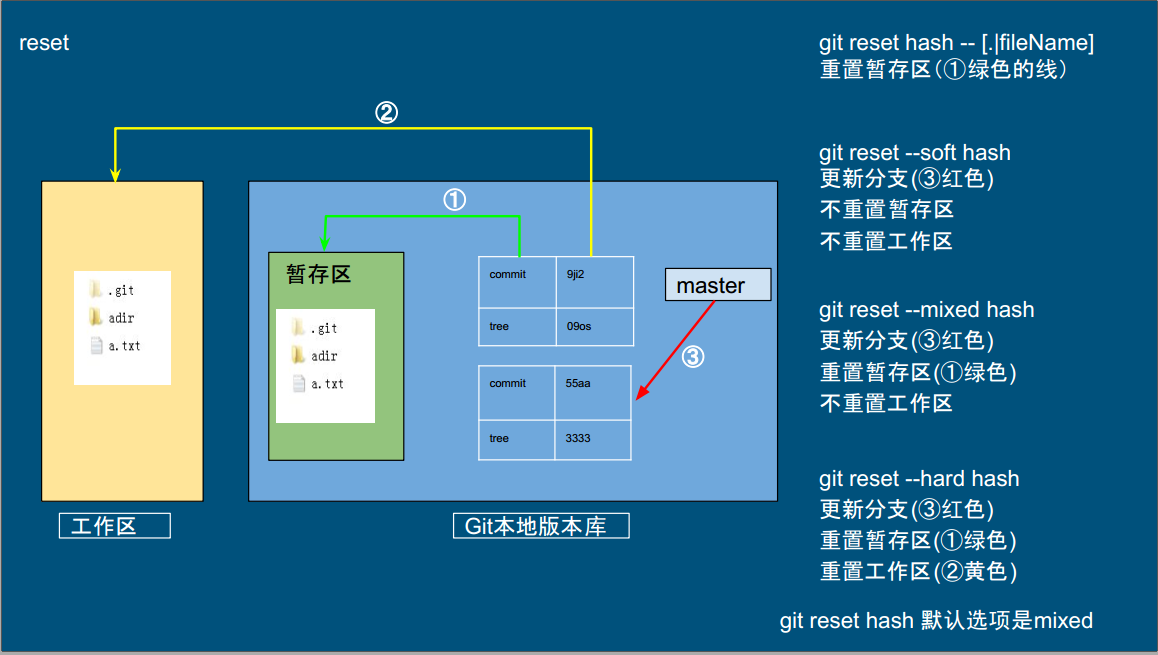 reset
②
①
暂存区
.git
adir
a.txt
.git
adir
a.txt
commit
9ji2
tree
09os
commit
55aa
tree
3333
master
③
工作区
Git本地版本库
git reset hash -- [.|fileName]
重置暂存区(①绿色的线)
git reset --soft hash
更新分支(③红色)
不重置暂存区
不重置工作区
git reset --mixed hash
更新分支(③红色)
重置暂存区(①绿色)
不重置工作区
git reset --hard hash
更新分支(③红色)
重置暂存区(①绿色)
重置工作区(②黄色)
git reset hash 默认选项是mixed